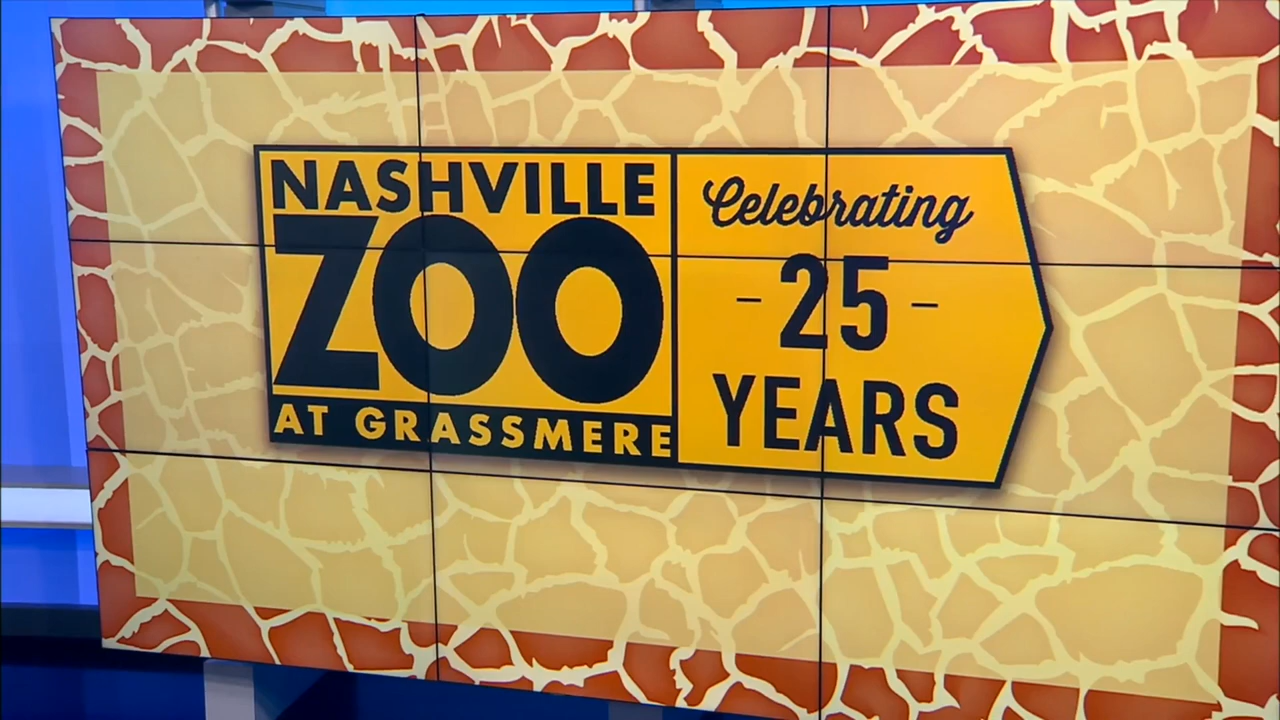 NASHVILLE
ZOO
AT GRASSMERE
Celebrating
- 25 -
YEARS